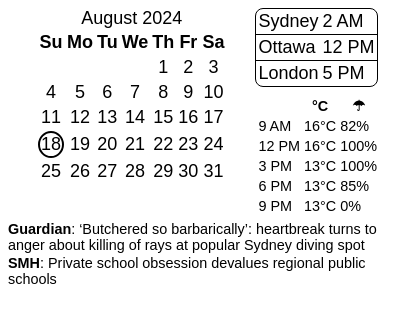 August 2024
Su Mo Tu We Th Fr Sa
1 2 3
4 5 6 7 8 9 10
11 12 13 14 15 16 17
18 19 20 21 22 23 24
25 26 27 28 29 30 31
Sydney 2 AM
Ottawa 12 PM
London 5 PM
°C ☂
9 AM 16°C 82%
12 PM 16°C 100%
3 PM 13°C 100%
6 PM 13°C 85%
9 PM 13°C 0%
Guardian: ‘Butchered so barbarically’: heartbreak turns to
anger about killing of rays at popular Sydney diving spot
SMH: Private school obsession devalues regional public
schools